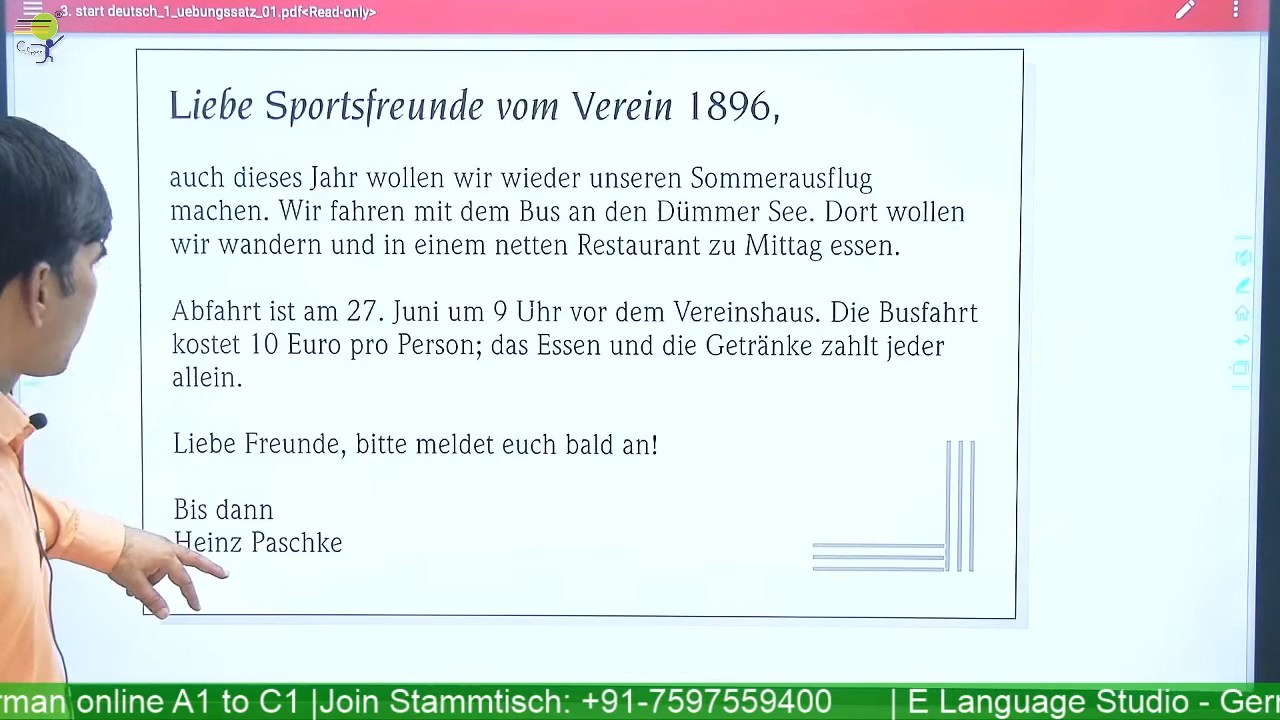 3. start deutsch_1_uebungssatz_01.pdf<Read-only>
Liebe Sportsfreunde vom Verein 1896,
auch dieses Jahr wollen wir wieder unseren Sommerausflug
machen. Wir fahren mit dem Bus an den Dümmer See. Dort wollen
wir wandern und in einem netten Restaurant zu Mittag essen.
Abfahrt ist am 27. Juni um 9 Uhr vor dem Vereinshaus. Die Busfahrt
kostet 10 Euro pro Person; das Essen und die Getränke zahlt jeder
allein.
Liebe Freunde, bitte meldet euch bald an!
Bis dann
Heinz Paschke
rman online A1 to C1 |Join Stammtisch: +91-7597559400 | E Language Studio - Ger